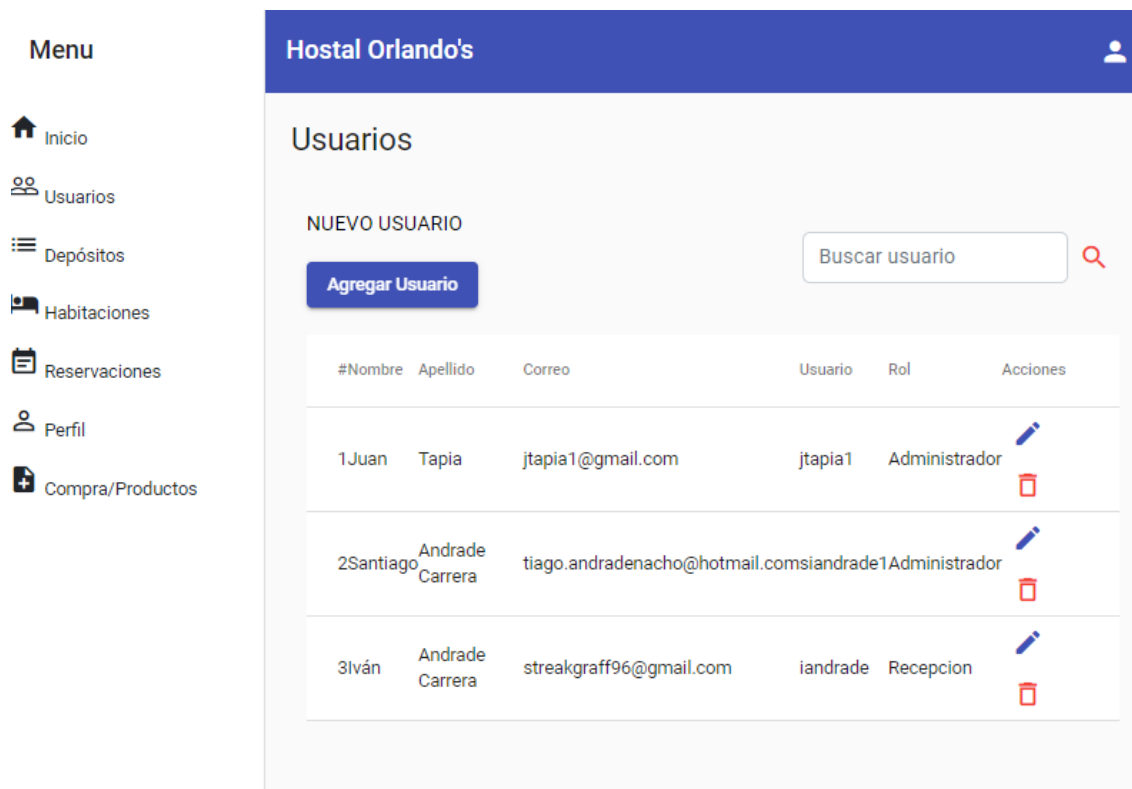 Menu
Hostal Orlando's
Inicio
Usuarios
Depósitos
Habitaciones
Reservaciones
Perfil
Compra/Productos
Usuarios
NUEVO USUARIO
Agregar Usuario
Buscar usuario
#Nombre Apellido Correo Usuario Rol Acciones
1Juan Tapia jtapia1@gmail.com jtapia1 Administrador
2Santiago Andrade
Carrera tiago.andradenacho@hotmail.comsiandrade1Administrador
3Iván Andrade
Carrera streakgraff96@gmail.com iandrade Recepcion